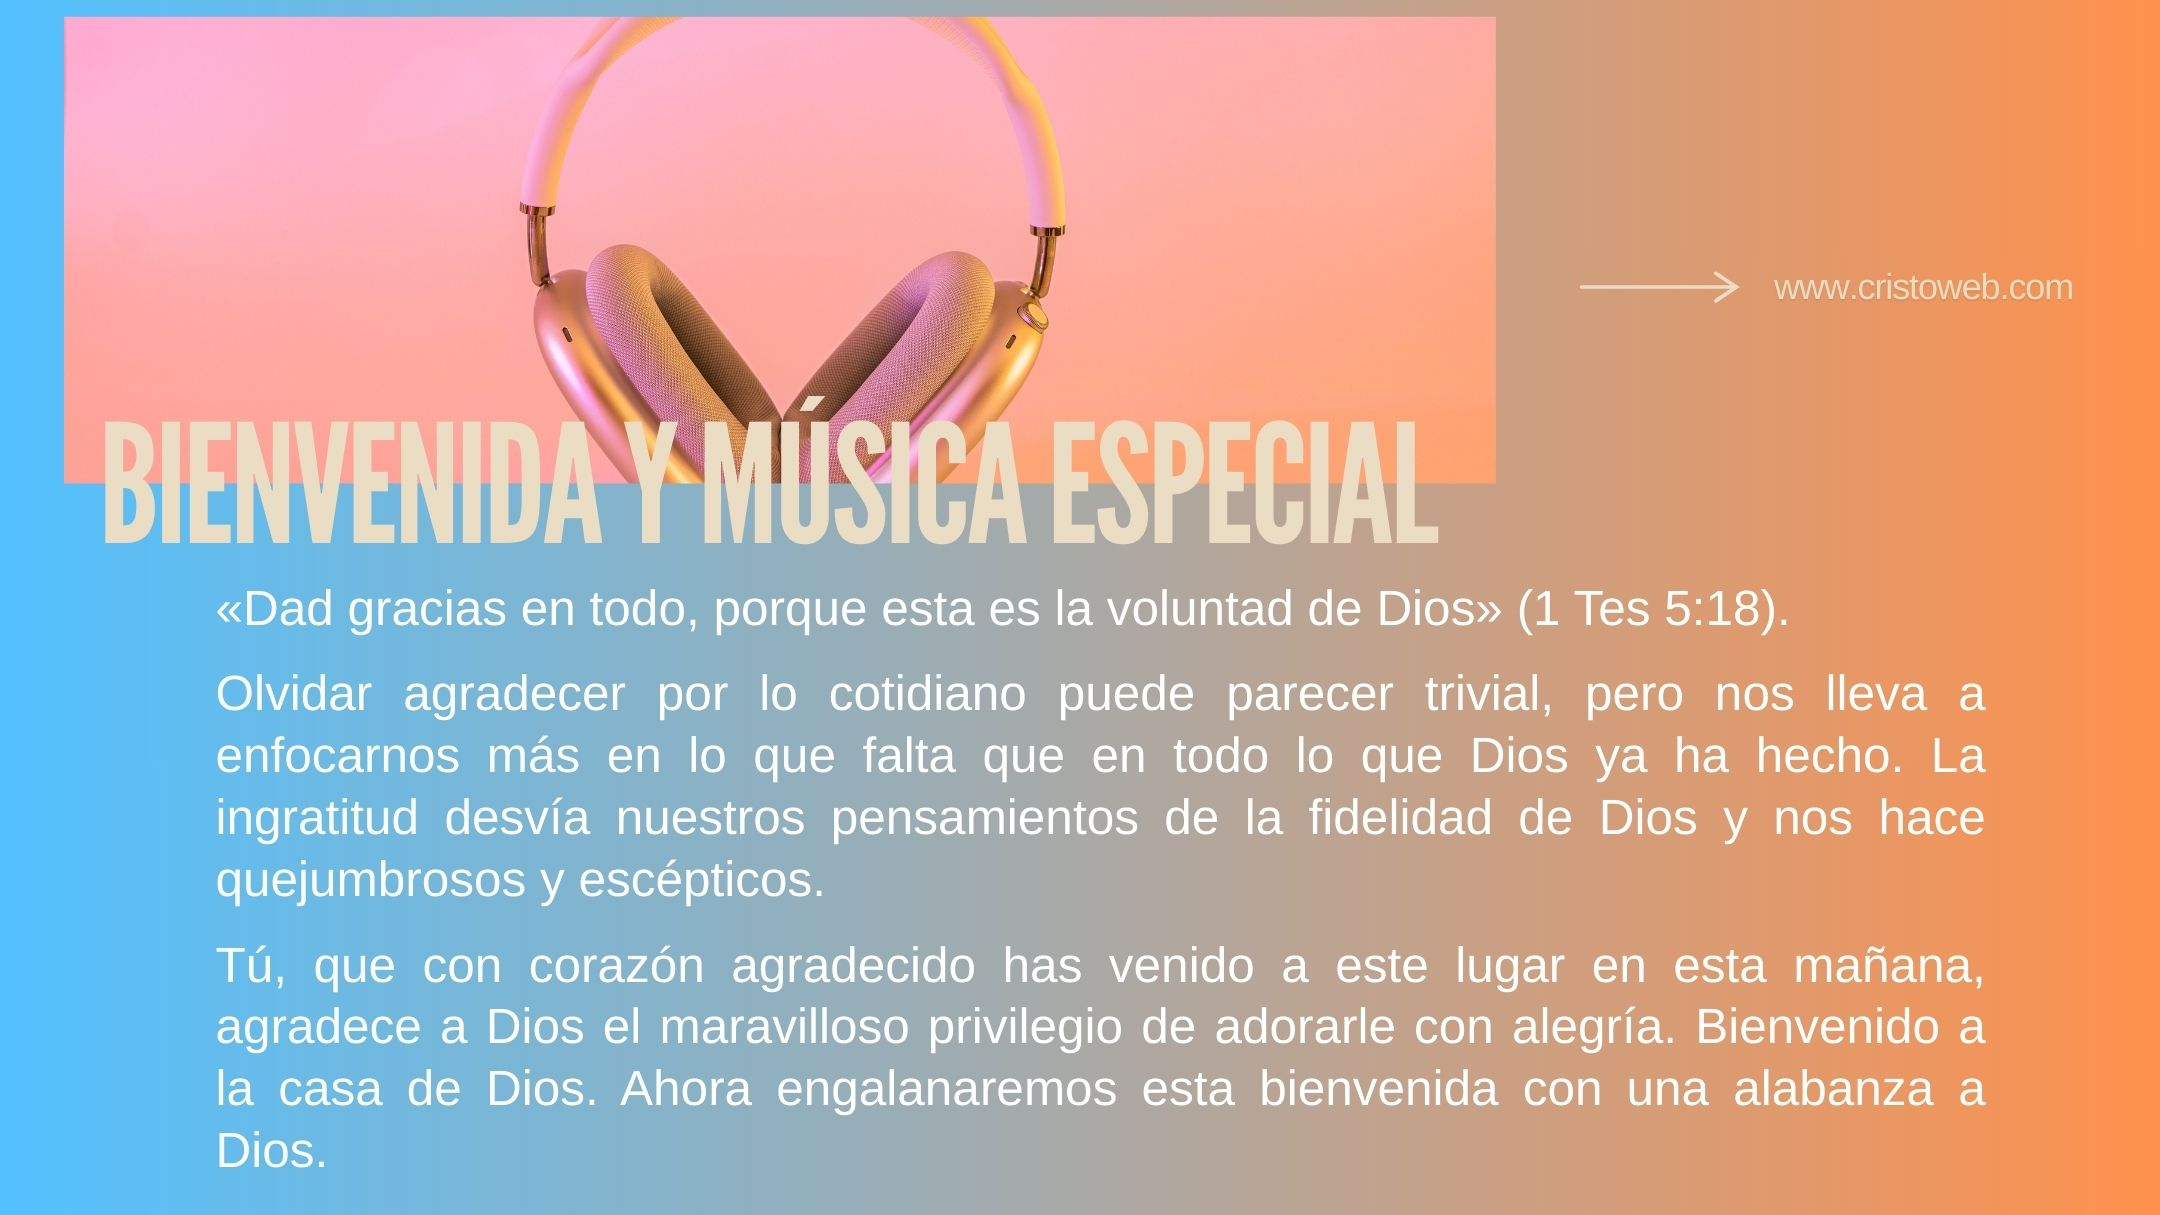 www.cristoweb.com
BIENVENIDA Y MÚSICA ESPECIAL
«Dad gracias en todo, porque esta es la voluntad de Dios» (1 Tes 5:18).
Olvidar agradecer por lo cotidiano puede parecer trivial, pero nos lleva a
enfocarnos más en lo que falta que en todo lo que Dios ya ha hecho. La
ingratitud desvía nuestros pensamientos de la fidelidad de Dios y nos hace
quejumbrosos y escépticos.
Tú, que con corazón agradecido has venido a este lugar en esta mañana,
agradece a Dios el maravilloso privilegio de adorarle con alegría. Bienvenido a
la casa de Dios. Ahora engalanaremos esta bienvenida con una alabanza a
Dios.